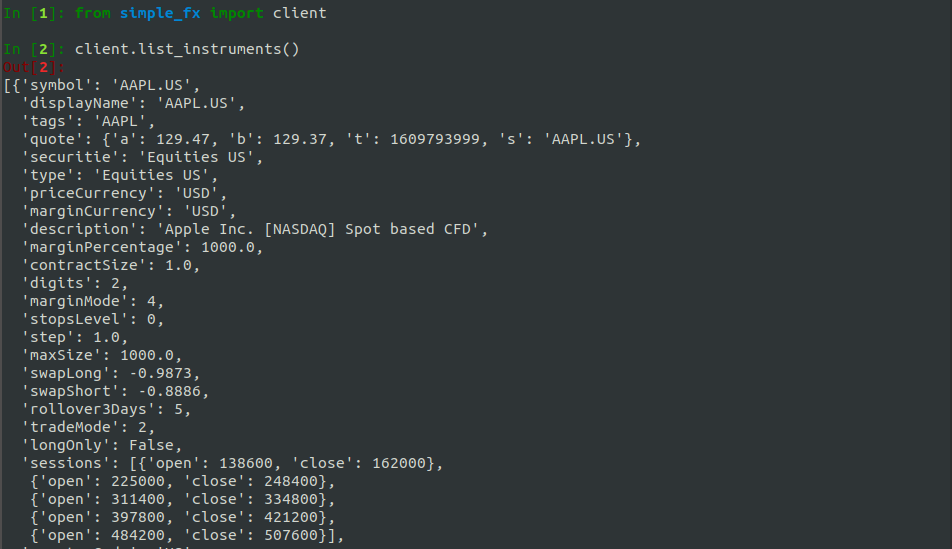 In [1]: from simple_fx import client
In [2]: client.list_instruments()
Out[2]:
[{'symbol': 'AAPL.US',
  'displayName': 'AAPL.US',
  'tags': 'AAPL',
  'quote': {'a': 129.47, 'b': 129.37, 't': 1609793999, 's': 'AAPL.US'},
  'securitie': 'Equities US',
  'type': 'Equities US',
  'priceCurrency': 'USD',
  'marginCurrency': 'USD',
  'description': 'Apple Inc. [NASDAQ] Spot based CFD',
  'marginPercentage': 1000.0,
  'contractSize': 1.0,
  'digits': 2,
  'marginMode': 4,
  'stopsLevel': 0,
  'step': 1.0,
  'maxSize': 1000.0,
  'swapLong': -0.9873,
  'swapShort': -0.8886,
  'rollover3Days': 5,
  'tradeMode': 2,
  'longOnly': False,
  'sessions': [{'open': 138600, 'close': 162000},
   {'open': 225000, 'close': 248400},
   {'open': 311400, 'close': 334800},
   {'open': 397800, 'close': 421200},
   {'open': 484200, 'close': 507600}],